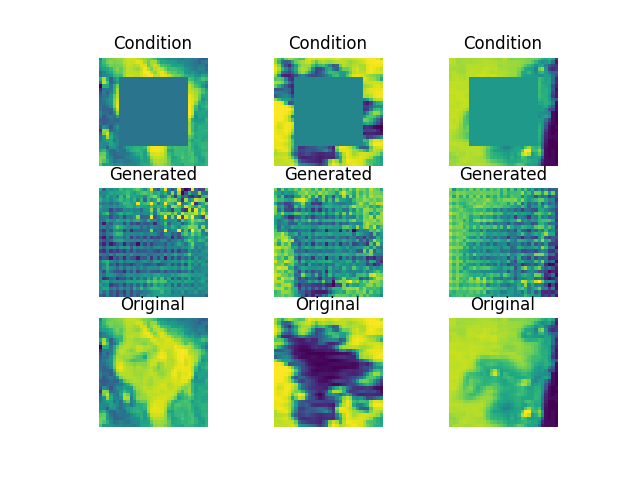 Condition Condition Condition
Generated Generated Generated
Original Original Original